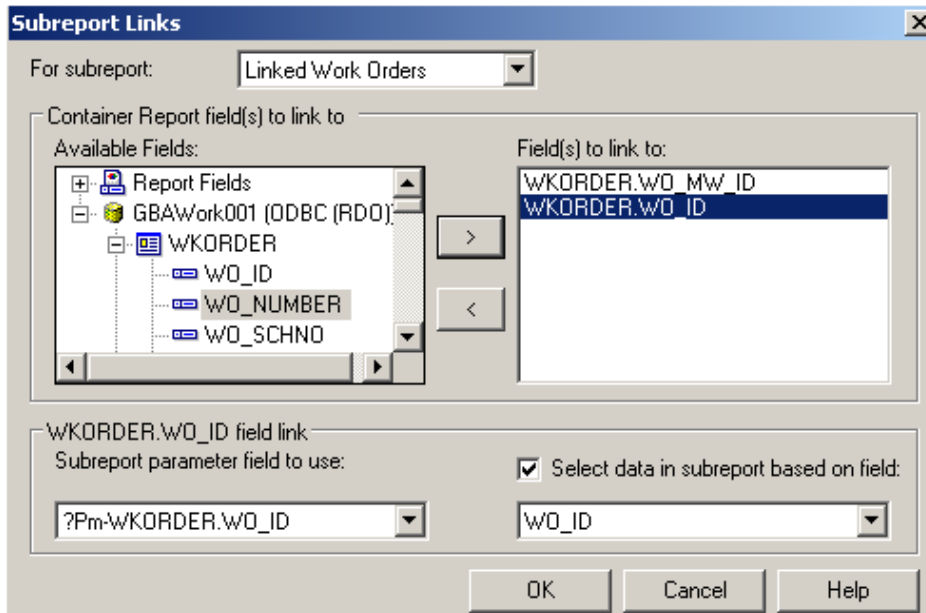 Subreport Links
For subreport:
Linked Work Orders
Container Report field(s) to link to
Available Fields:
Field(s) to link to:
Report Fields
GBAWork001 (ODBC (RDO))
WKORDER
WO_ID
WO_NUMBER
WO_SCHNO
>
<
WKORDER.WO_MW_ID
WKORDER.WO_ID
WKORDER.WO_ID field link
Subreport parameter field to use:
Select data in subreport based on field:
?Pm-WKORDER.WO_ID
WO_ID
OK Cancel Help